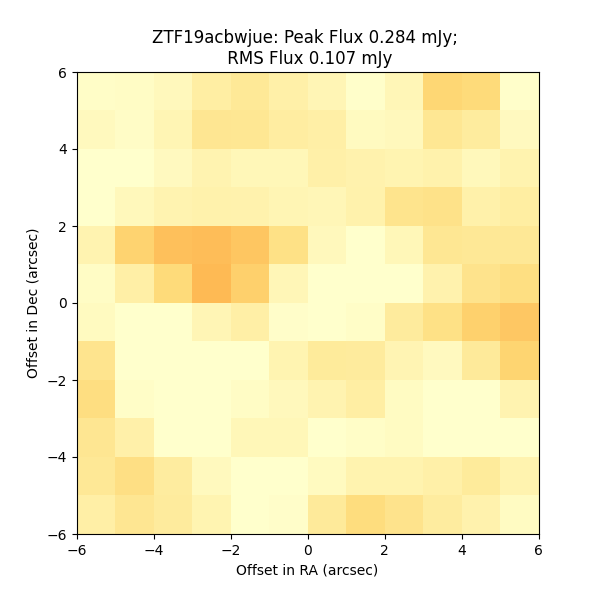 ZTF19acbwjue: Peak Flux 0.284 mJy;
RMS Flux 0.107 mJy
6
4
2
0
−2
−4
−6
Offset in Dec (arcsec)
−6 −4 −2 0 2 4 6
Offset in RA (arcsec)